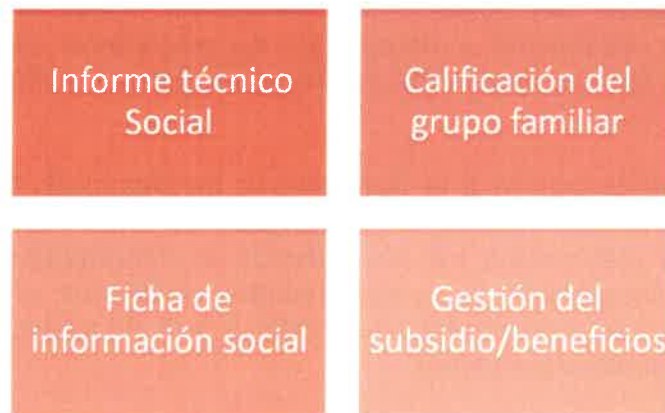 Informe técnico
Social
Calificación del
grupo familiar
Ficha de
información social
Gestión del
subsidio/beneficios